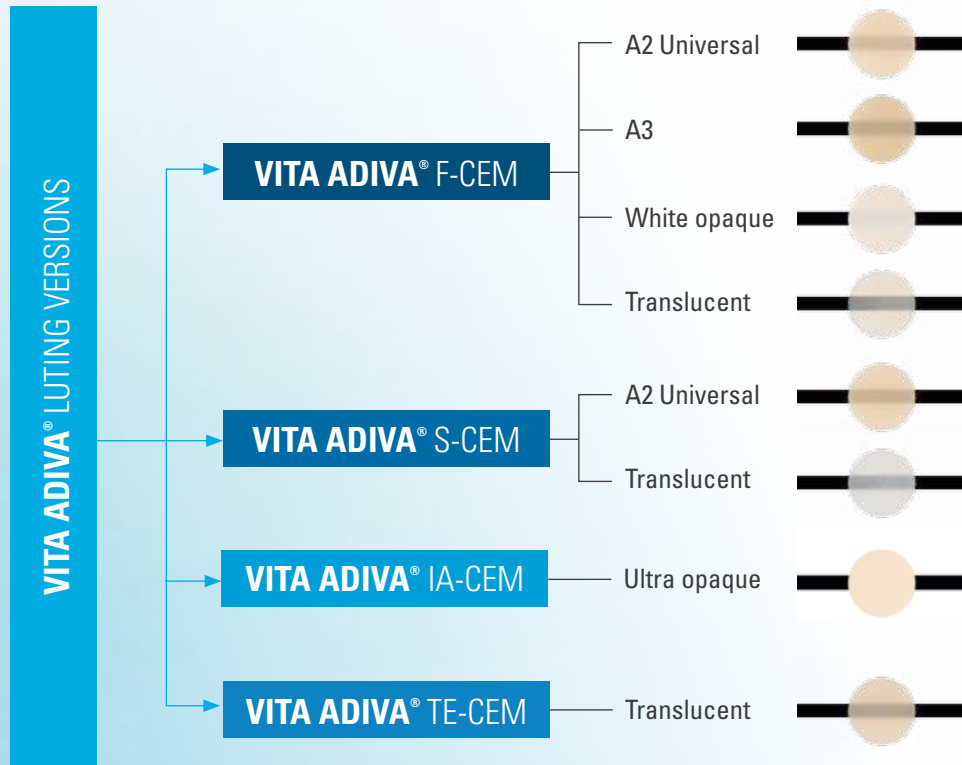 VITA ADIVA® LUTING VERSIONS
VITA ADIVA® F-CEM
A2 Universal
A3
White opaque
Translucent
VITA ADIVA® S-CEM
A2 Universal
Translucent
VITA ADIVA® IA-CEM
Ultra opaque
VITA ADIVA® TE-CEM
Translucent